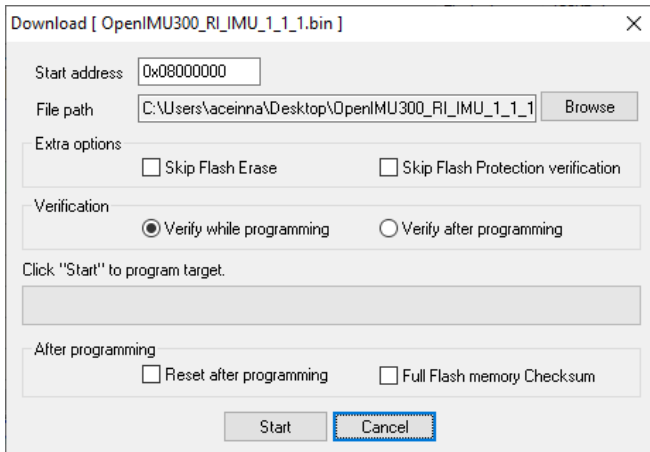 Download [ OpenIMU300_RI_IMU_1_1_1.bin ]
Start address 0x08000000
File path C:\Users\aceinna\Desktop\OpenIMU300_RI_IMU_1_1_1 Browse
Extra options
Skip Flash Erase Skip Flash Protection verification
Verification
Verify while programming Verify after programming
Click "Start" to program target.
After programming
Reset after programming Full Flash memory Checksum
Start Cancel